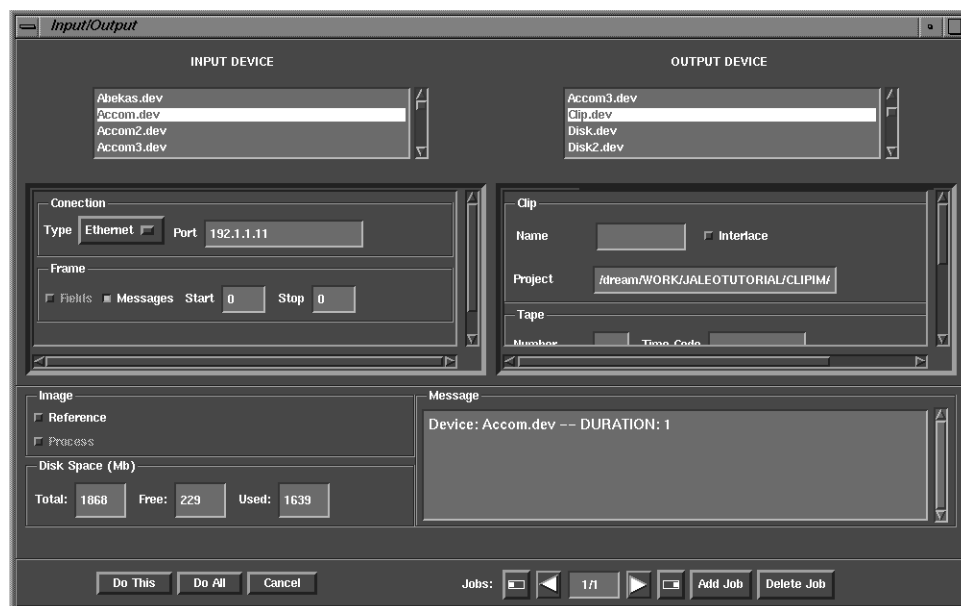 Input/Output
INPUT DEVICE
Abekas.dev
Accom.dev
Accom2.dev
Accom3.dev
OUTPUT DEVICE
Accom3.dev
Clip.dev
Disk.dev
Disk2.dev
Conection
Type Ethernet Port 192.1.1.11
Frame
Fields Messages Start 0 Stop 0
Clip
Name Interlace
Project /dream/WORK/JALEOTUTORIAL/CLIPIM/
Tape
Number Time Code
Image
Reference
Process
Disk Space (Mb)
Total: 1868 Free: 229 Used: 1639
Message
Device: Accom.dev -- DURATION: 1
Do This Do All Cancel
Jobs: 1/1 Add Job Delete Job